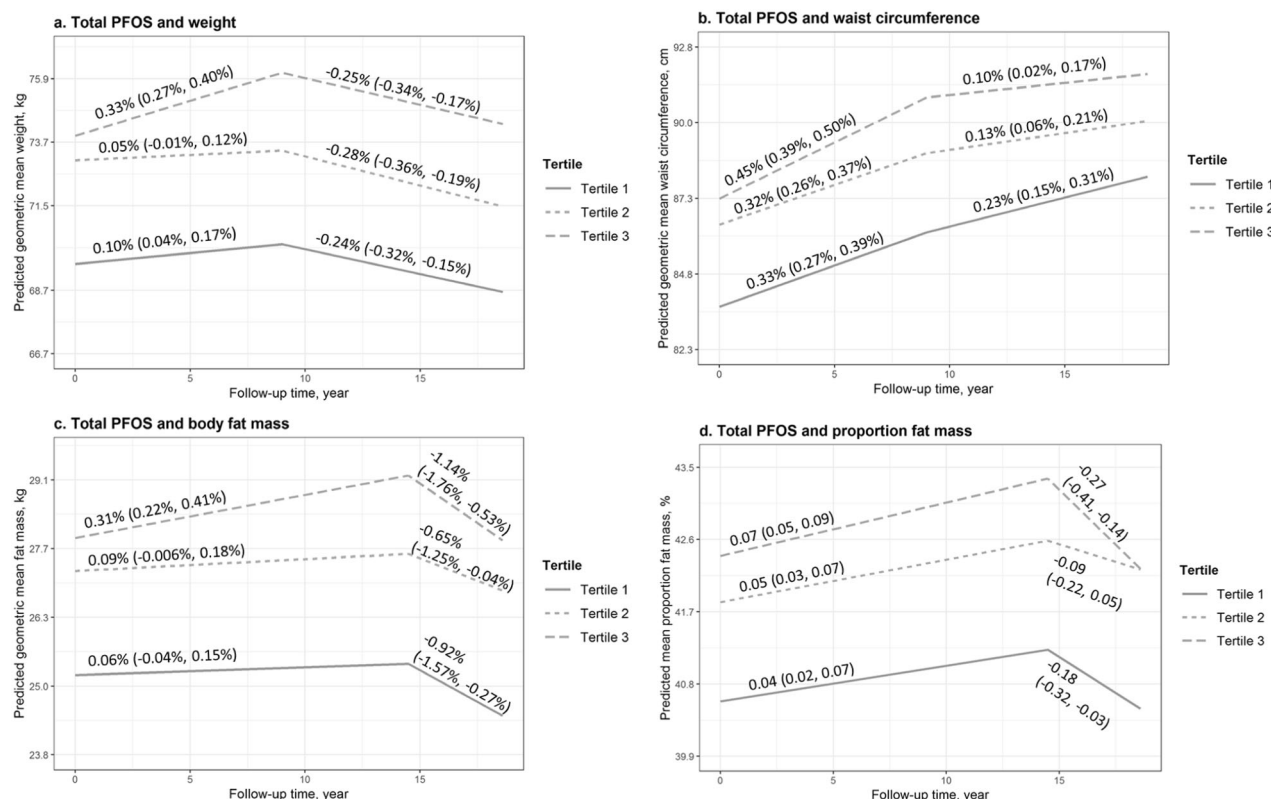 a. Total PFOS and weight
Predicted geometric mean weight, kg
75.9
73.7
71.5
68.7
66.7
0.33% (0.27%, 0.40%)
-0.25% (-0.34%, -0.17%)
0.05% (-0.01%, 0.12%)
-0.28% (-0.36%, -0.19%)
0.10% (0.04%, 0.17%)
-0.24% (-0.32%, -0.15%)
0
5
10
15
Follow-up time, year
Tertile
Tertile 1
Tertile 2
Tertile 3
b. Total PFOS and waist circumference
Predicted geometric mean waist circumference, cm
92.8
90.0
87.3
84.8
82.3
0.45% (0.39%, 0.50%)
0.10% (0.02%, 0.17%)
0.32% (0.26%, 0.37%)
0.13% (0.06%, 0.21%)
0.33% (0.27%, 0.39%)
0.23% (0.15%, 0.31%)
0
5
10
15
Follow-up time, year
Tertile
Tertile 1
Tertile 2
Tertile 3
c. Total PFOS and body fat mass
Predicted geometric mean fat mass, kg
29.1
27.7
26.3
25.0
23.8
0.31% (0.22%, 0.41%)
-1.14%
(-1.76%, -0.53%)
0.09% (-0.006%, 0.18%)
-0.65%
(-1.25%, -0.04%)
0.06% (-0.04%, 0.15%)
-0.92%
(-1.57%, -0.27%)
0
5
10
15
Follow-up time, year
Tertile
Tertile 1
Tertile 2
Tertile 3
d. Total PFOS and proportion fat mass
Predicted mean proportion fat mass, %
43.5
42.6
41.7
40.8
39.9
0.07 (0.05, 0.09)
-0.27
(-0.41, -0.14)
0.05 (0.03, 0.07)
-0.09
(-0.22, 0.05)
0.04 (0.02, 0.07)
-0.18
(-0.32, -0.03)
0
5
10
15
Follow-up time, year
Tertile
Tertile 1
Tertile 2
Tertile 3